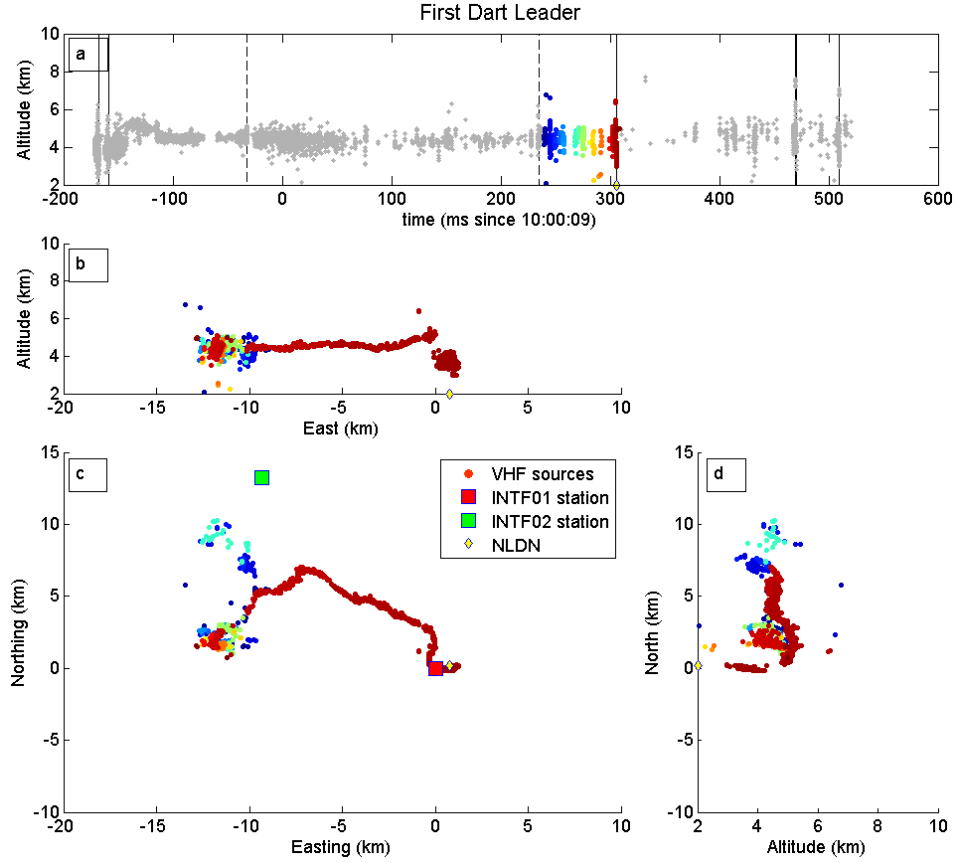 First Dart Leader
a
Altitude (km)
10
8
6
4
2
-200 -100 0 100 200 300 400 500 600
time (ms since 10:00:09)
b
Altitude (km)
10
8
6
4
2
-20 -15 -10 -5 0 5 10
East (km)
c
Northing (km)
15
10
5
0
-5
-10
-20 -15 -10 -5 0 5 10
Easting (km)
VHF sources
INTF01 station
INTF02 station
NLDN
d
North (km)
15
10
5
0
-5
-10
2 4 6 8 10
Altitude (km)